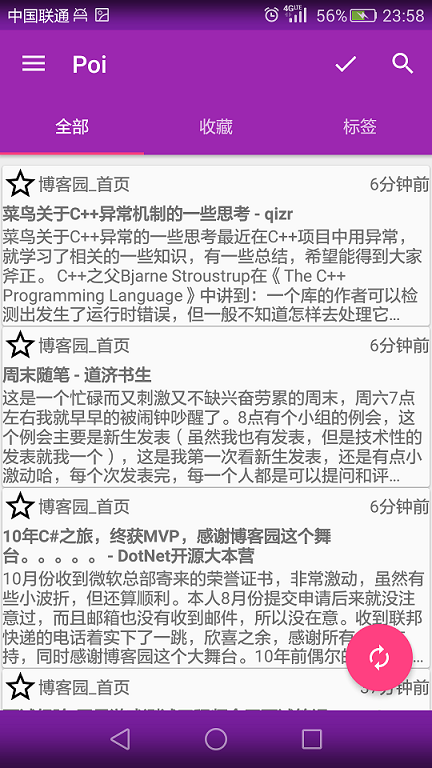 中国联通 4G LTE 56% 23:58
Poi
全部 收藏 标签
博客园_首页 6分钟前
菜鸟关于C++异常机制的一些思考 - qizr
菜鸟关于C++异常的一些思考最近在C++项目中用异常，
就学习了相关的一些知识，有一些总结，希望能得到大家
斧正。 C++之父Bjarne Stroustrup在《The C++
Programming Language》中讲到：一个库的作者可以检
测出发生了运行时错误，但一般不知道怎样去处理它...
博客园_首页 6分钟前
周末随笔 - 道济书生
这是一个忙碌而又刺激又不缺兴奋劳累的周末，周六7点
左右我就早早的被闹钟吵醒了。8点有个小组的例会，这
个例会主要是新生发表（虽然我也有发表，但是技术性的
发表就我一个），这是我第一次看新生发表，还是有点小
激动哈，每个次发表完，每一个人都是可以提问和评...
博客园_首页 6分钟前
10年C#之旅，终获MVP，感谢博客园这个舞
台。。。。。 - DotNet开源大本营
10月份收到微软总部寄来的荣誉证书，非常激动，虽然有
些小波折，但还算顺利。本人8月份提交申请后来就没注
意过，而且邮箱也没有收到邮件，所以没在意。收到联邦
快递的电话着实下了一跳，欣喜之余，感谢所有
持，同时感谢博客园这个大舞台。10年前偶尔的 ...
博客园_首页 37分钟前